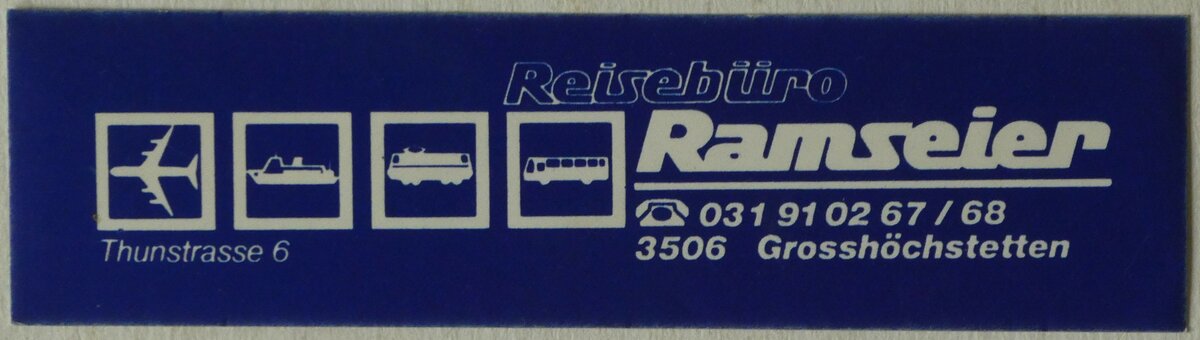 Reisebüro
Ramseier
☎ 031 91 02 67 / 68
3506 Grosshöchstetten
Thunstrasse 6